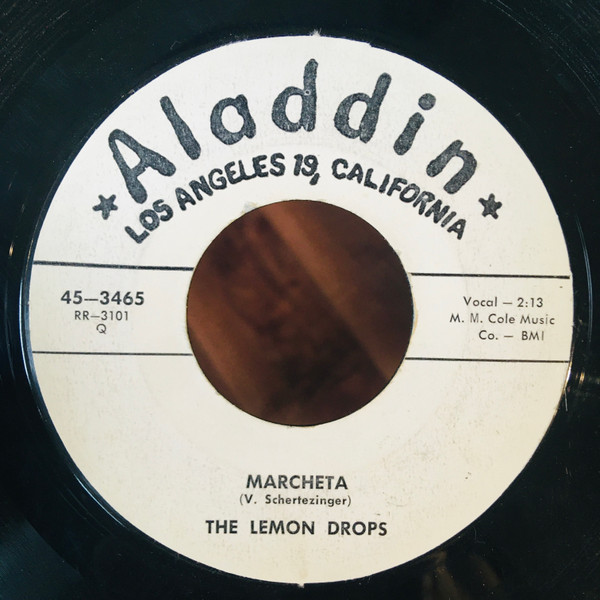 Aladdin
LOS ANGELES 19, CALIFORNIA
45—3465
RR—3101
Q
Vocal — 2:13
M. M. Cole Music
Co. — BMI
MARCHETA
(V. Schertezinger)
THE LEMON DROPS